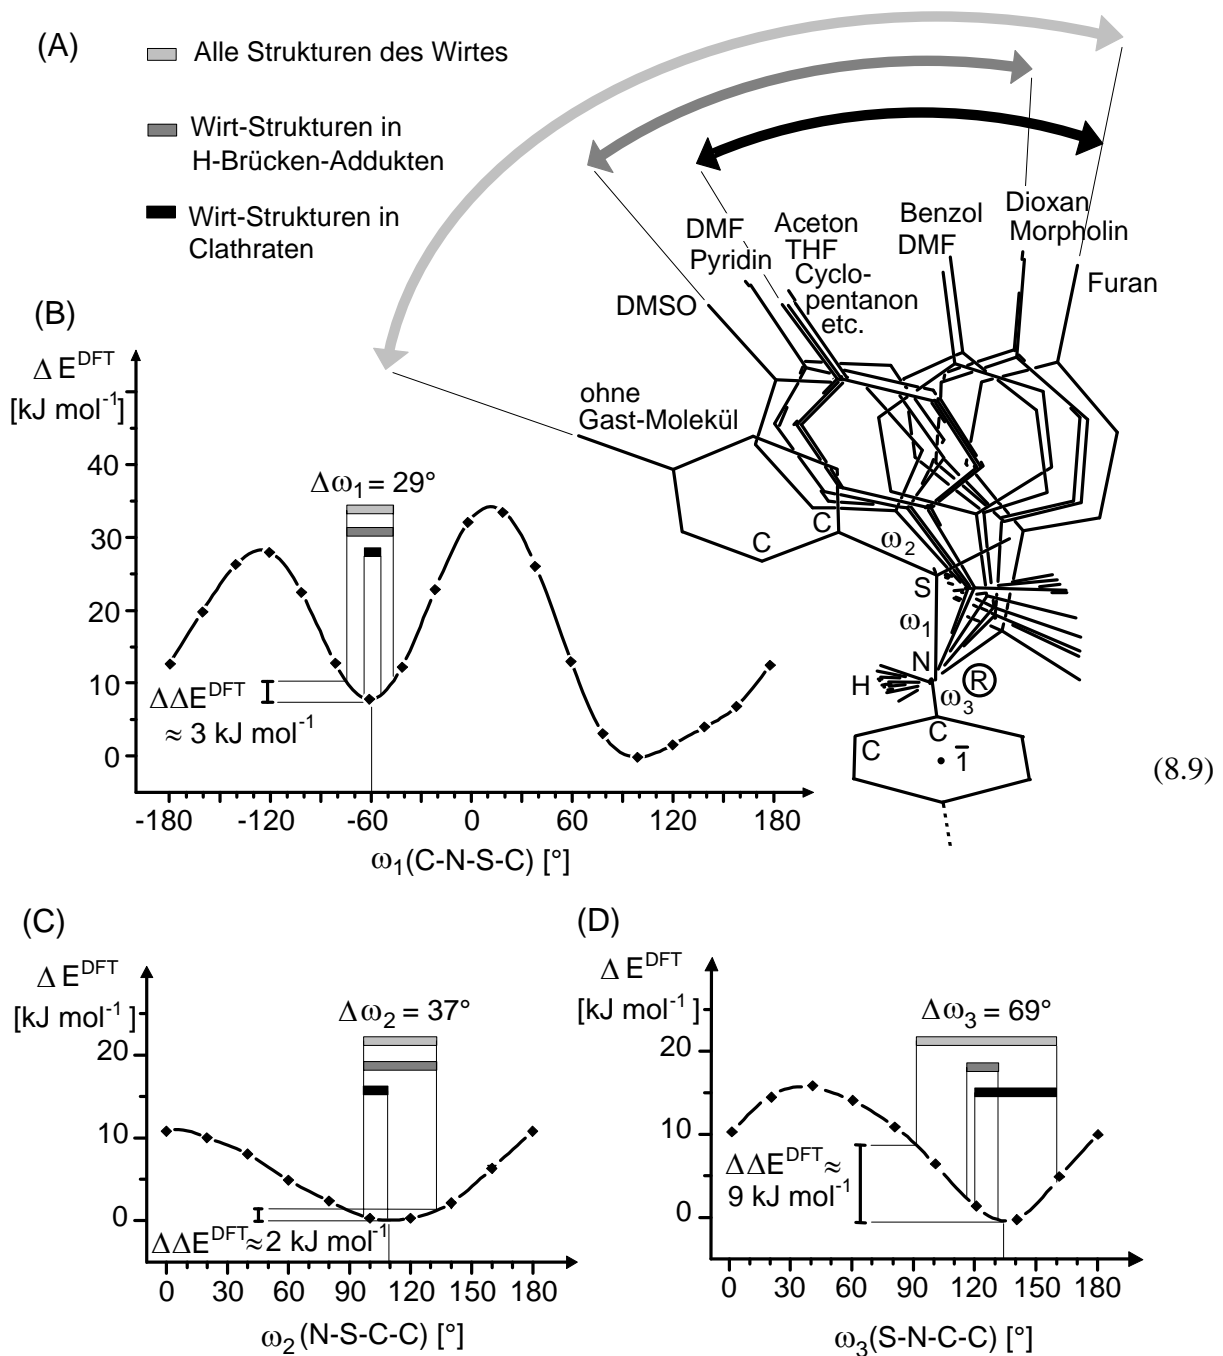 (A)
Alle Strukturen des Wirtes
Wirt-Strukturen in
H-Brücken-Addukten
Wirt-Strukturen in
Clathraten
DMF
Pyridin
Aceton
THF
Cyclo-
pentanon
etc.
Benzol
DMF
Dioxan
Morpholin
Furan
DMSO
ohne
Gast-Molekül
C
C
ω2
S
ω1
N
H
R
ω3
C
C
1̅
(8.9)
(B)
Δ E^DFT
[kJ mol^-1]
40
30
20
10
0
Δω1 = 29°
ΔΔE^DFT
≈ 3 kJ mol^-1
-180 -120 -60 0 60 120 180
ω1(C-N-S-C) [°]
(C)
Δ E^DFT
[kJ mol^-1]
20
10
0
Δω2 = 37°
ΔΔE^DFT ≈ 2 kJ mol^-1
0 30 60 90 120 150 180
ω2(N-S-C-C) [°]
(D)
Δ E^DFT
[kJ mol^-1]
20
10
0
Δω3 = 69°
ΔΔE^DFT ≈
9 kJ mol^-1
0 30 60 90 120 150 180
ω3(S-N-C-C) [°]